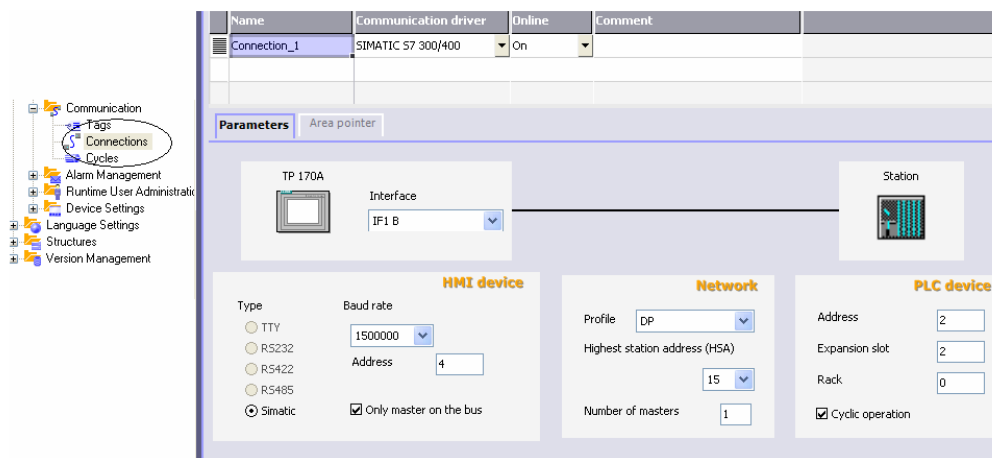 Name Communication driver Online Comment
Connection_1 SIMATIC S7 300/400 On
Communication
Tags
Connections
Cycles
Alarm Management
Runtime User Administratic
Device Settings
Language Settings
Structures
Version Management
Parameters Area pointer
TP 170A
Interface
IF1 B
Station
HMI device
Type Baud rate
TTY
1500000
RS232
RS422
Address 4
RS485
Simatic Only master on the bus
Network
Profile DP
Highest station address (HSA)
15
Number of masters 1
PLC device
Address 2
Expansion slot 2
Rack 0
Cyclic operation